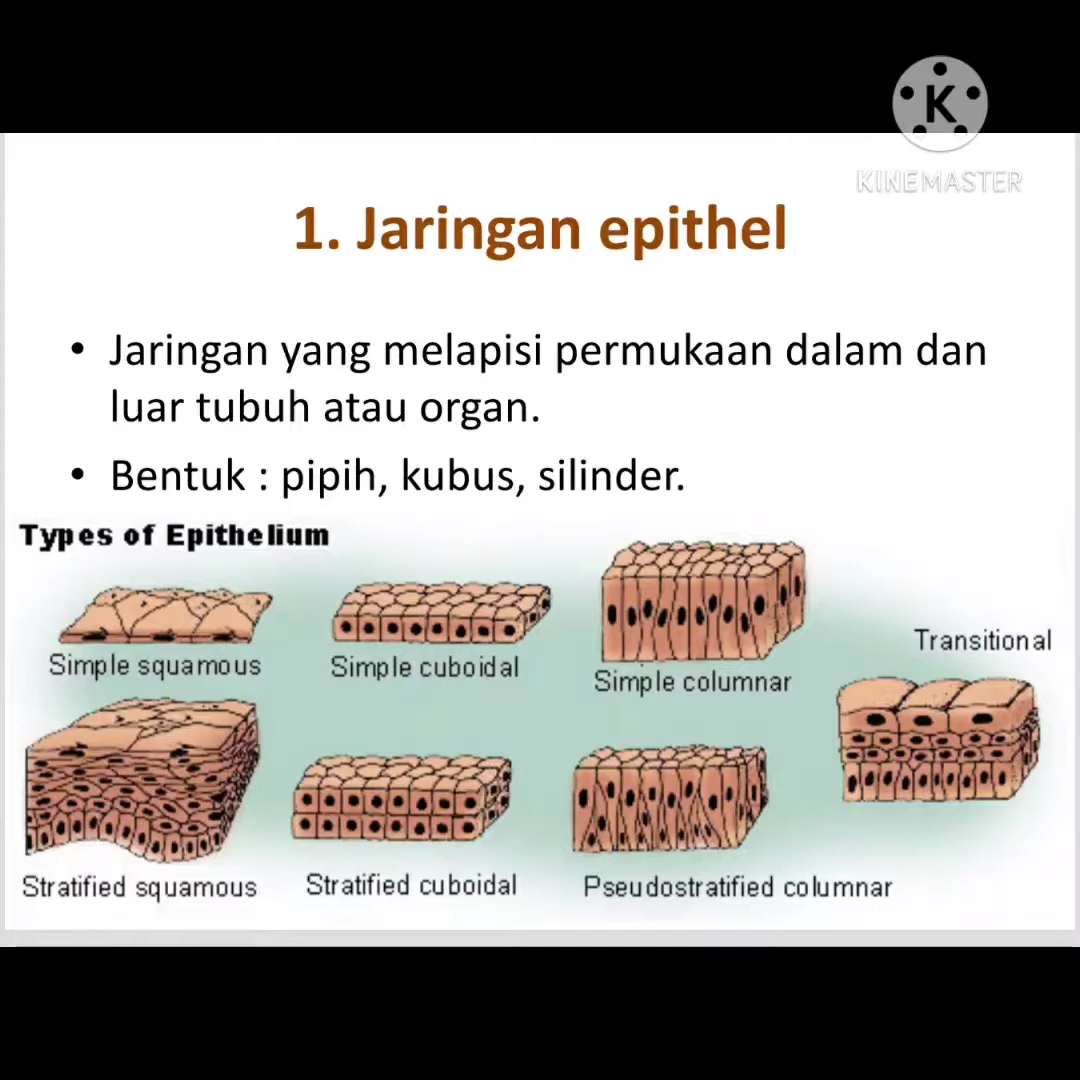 K
KINEMASTER
1. Jaringan epithel
• Jaringan yang melapisi permukaan dalam dan
luar tubuh atau organ.
• Bentuk : pipih, kubus, silinder.
Types of Epithelium
Simple squamous
Simple cuboidal
Simple columnar
Transitional
Stratified squamous
Stratified cuboidal
Pseudostratified columnar